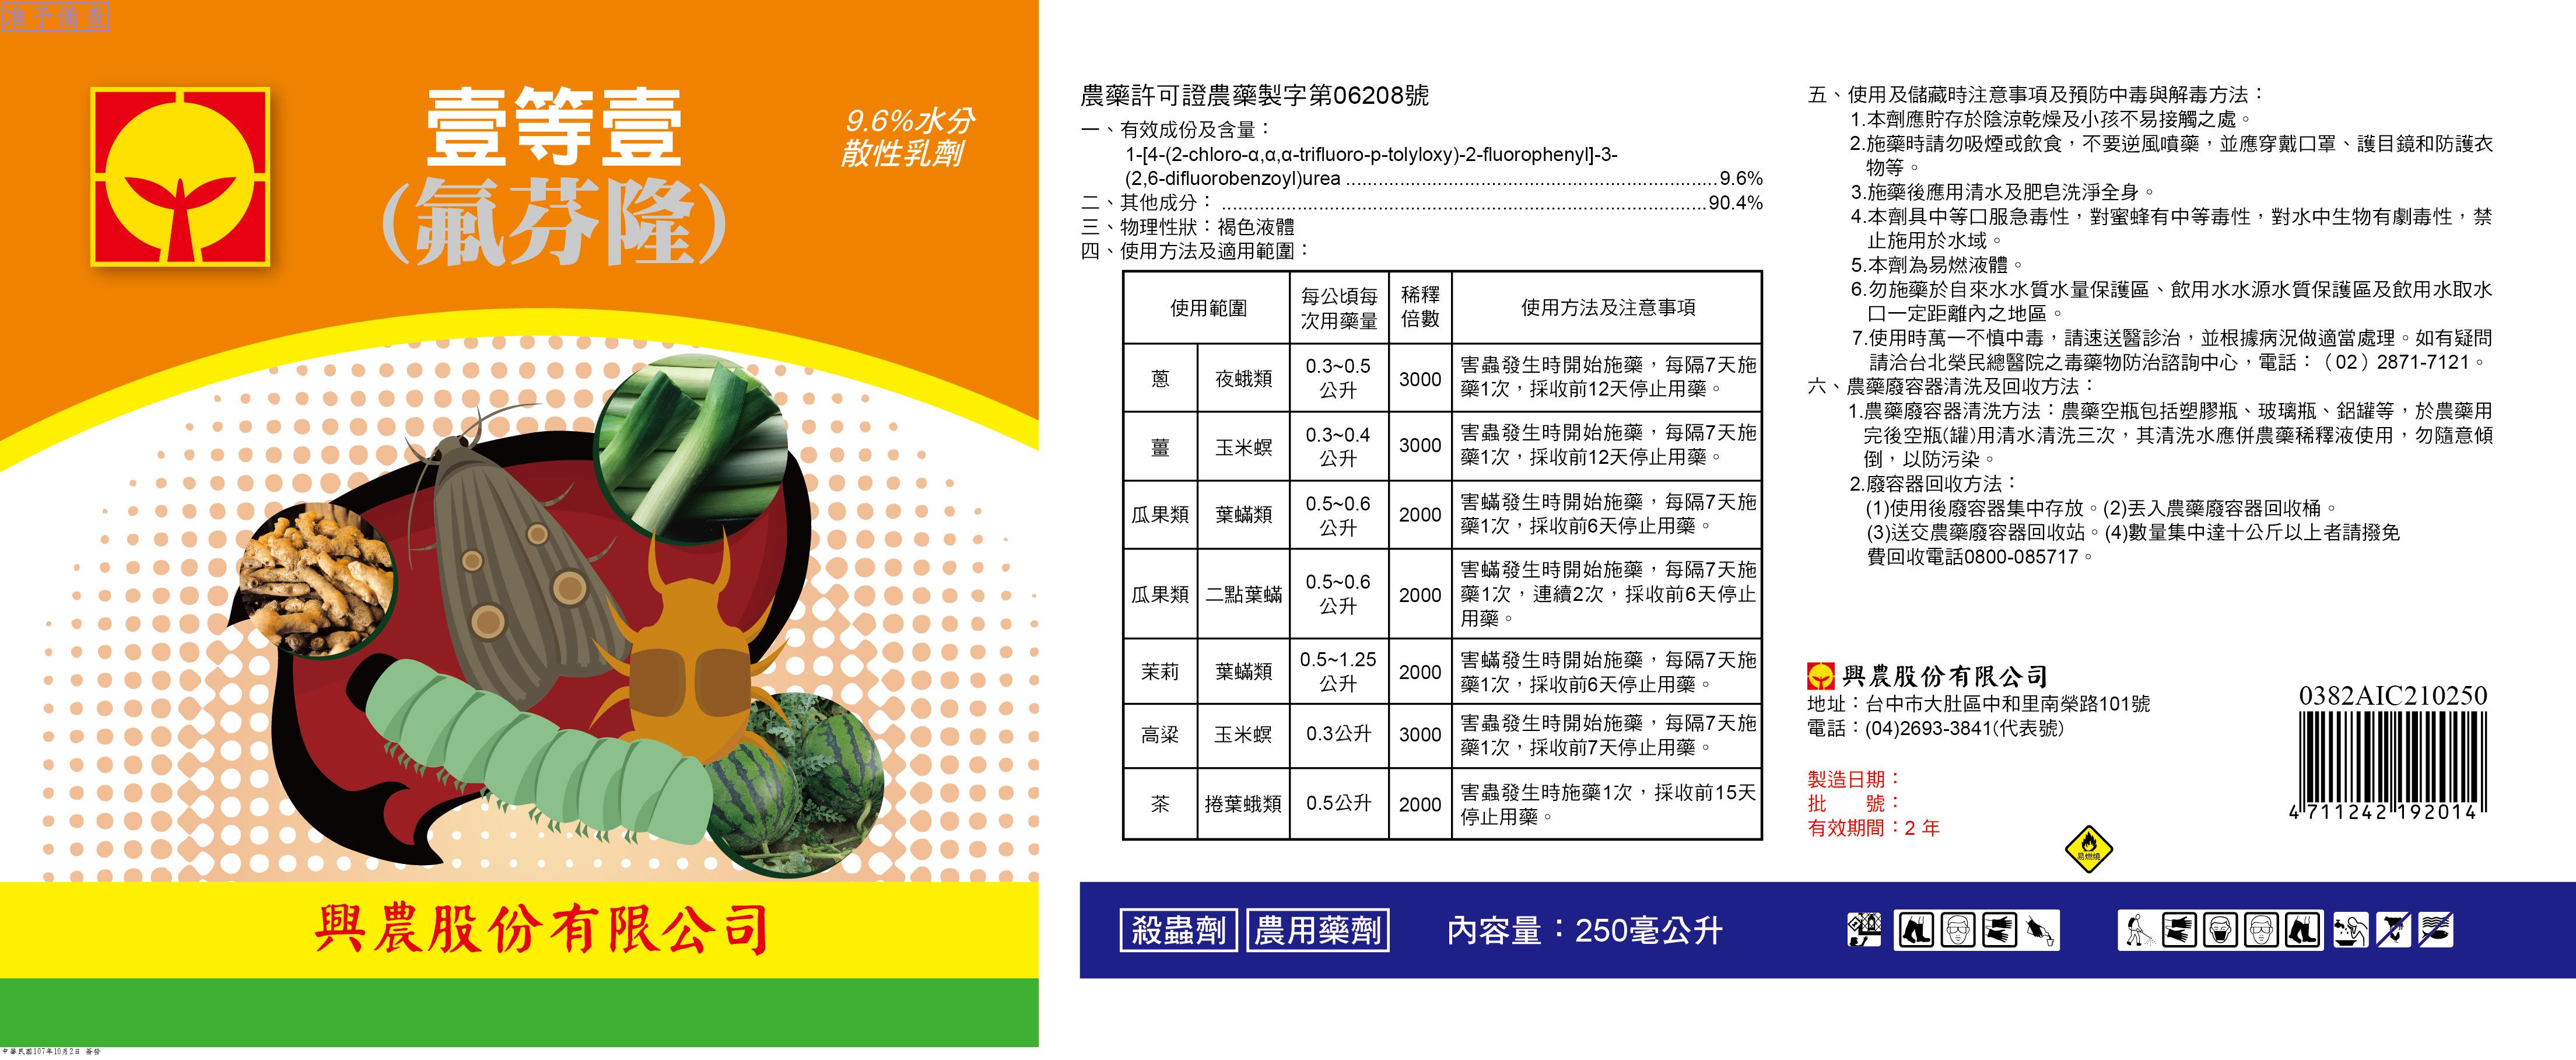 准予備查
壹等壹
(氟芬隆)
9.6%水分
散性乳劑
興農股份有限公司
中華民國107年10月2日 簽發
農藥許可證農藥製字第06208號
一、有效成份及含量：
1-[4-(2-chloro-α,α,α-trifluoro-p-tolyloxy)-2-fluorophenyl]-3-
(2,6-difluorobenzoyl)urea ...................................................................... 9.6%
二、其他成分： ........................................................................................... 90.4%
三、物理性狀：褐色液體
四、使用方法及適用範圍：
使用範圍 每公頃每次用藥量 稀釋倍數 使用方法及注意事項
蔥 夜蛾類 0.3~0.5公升 3000 害蟲發生時開始施藥，每隔7天施
藥1次，採收前12天停止用藥。
薑 玉米螟 0.3~0.4公升 3000 害蟲發生時開始施藥，每隔7天施
藥1次，採收前12天停止用藥。
瓜果類 葉蟎類 0.5~0.6公升 2000 害蟎發生時開始施藥，每隔7天施
藥1次，採收前6天停止用藥。
瓜果類 二點葉蟎 0.5~0.6公升 2000 害蟎發生時開始施藥，每隔7天施
藥1次，連續2次，採收前6天停止
用藥。
茉莉 葉蟎類 0.5~1.25公升 2000 害蟎發生時開始施藥，每隔7天施
藥1次，採收前6天停止用藥。
高粱 玉米螟 0.3公升 3000 害蟲發生時開始施藥，每隔7天施
藥1次，採收前7天停止用藥。
茶 捲葉蛾類 0.5公升 2000 害蟲發生時施藥1次，採收前15天
停止用藥。
五、使用及儲藏時注意事項及預防中毒與解毒方法：
1.本劑應貯存於陰涼乾燥及小孩不易接觸之處。
2.施藥時請勿吸煙或飲食，不要逆風噴藥，並應穿戴口罩、護目鏡和防護衣
物等。
3.施藥後應用清水及肥皂洗淨全身。
4.本劑具中等口服急毒性，對蜜蜂有中等毒性，對水中生物有劇毒性，禁
止施用於水域。
5.本劑為易燃液體。
6.勿施藥於自來水水質水量保護區、飲用水水源水質保護區及飲用水取水
口一定距離內之地區。
7.使用時萬一不慎中毒，請速送醫診治，並根據病況做適當處理。如有疑問
請洽台北榮民總醫院之毒藥物防治諮詢中心，電話：（02）2871-7121。
六、農藥廢容器清洗及回收方法：
1.農藥廢容器清洗方法：農藥空瓶包括塑膠瓶、玻璃瓶、鋁罐等，於農藥用
完後空瓶(罐)用清水清洗三次，其清洗水應併農藥稀釋液使用，勿隨意傾
倒，以防污染。
2.廢容器回收方法：
(1)使用後廢容器集中存放。(2)丟入農藥廢容器回收桶。
(3)送交農藥廢容器回收站。(4)數量集中達十公斤以上者請撥免
費回收電話0800-085717。
興農股份有限公司
地址：台中市大肚區中和里南榮路101號
電話：(04)2693-3841(代表號)
製造日期：
批　　號：
有效期間：2 年
易燃燒
0382AIC210250
4 711242 192014
殺蟲劑 農用藥劑 內容量：250毫公升